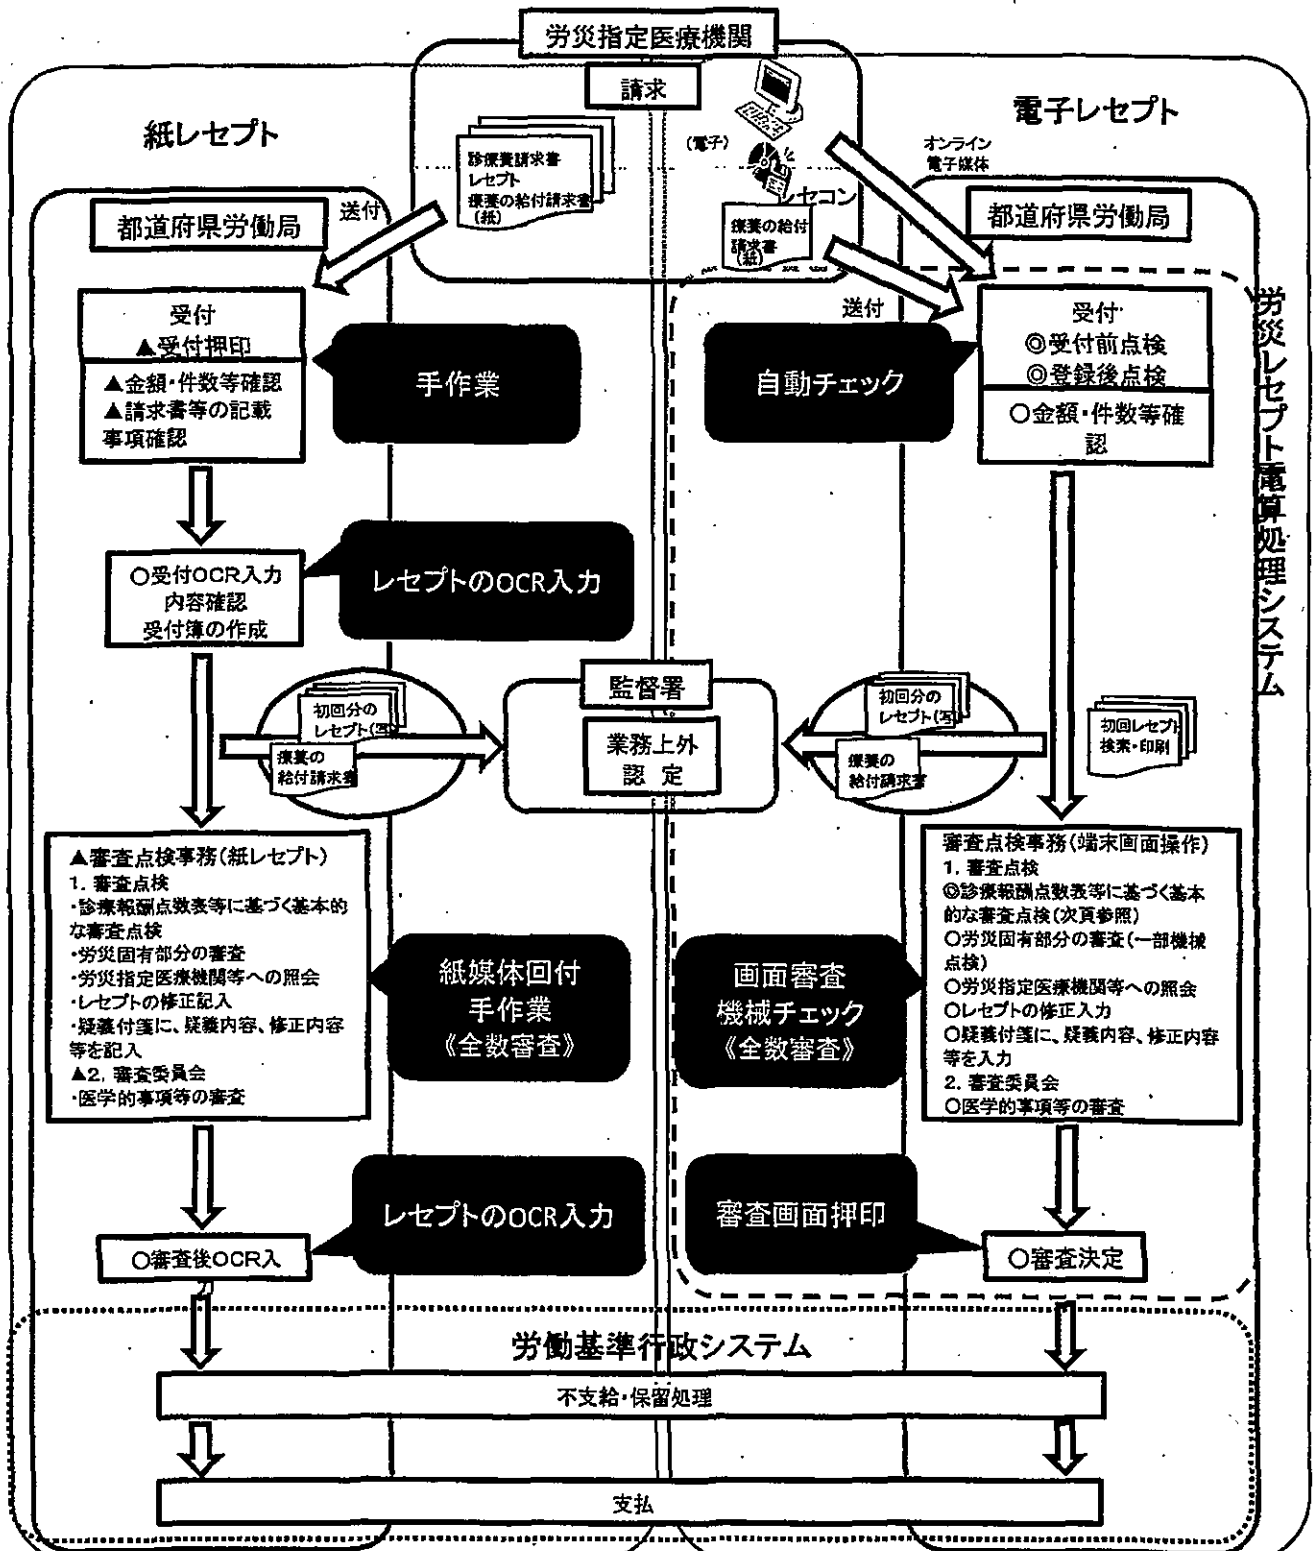 労災指定医療機関
請求
紙レセプト
電子レセプト
(電子)
オンライン
電子媒体
診療費請求書
レセプト
療養の給付請求書
(紙)
レセコン
療養の給付
請求書
(紙)
送付
都道府県労働局
受付
▲受付押印
▲金額・件数等確認
▲請求書等の記載
事項確認
手作業
○受付OCR入力
内容確認
受付簿の作成
レセプトのOCR入力
初回分の
レセプト(写)
療養の
給付請求書
▲審査点検事務(紙レセプト)
1. 審査点検
・診療報酬点数表等に基づく基本的
な審査点検
・労災固有部分の審査
・労災指定医療機関等への照会
・レセプトの修正記入
・疑義付箋に、疑義内容、修正内容
等を記入
▲2. 審査委員会
・医学的事項等の審査
紙媒体回付
手作業
《全数審査》
レセプトのOCR入力
○審査後OCR入
力
監督署
業務上外
認 定
都道府県労働局
送付
受付
◎受付前点検
◎登録後点検
○金額・件数等確
認
自動チェック
労災レセプト電算処理システム
初回分の
レセプト(写)
療養の
給付請求書
初回レセプト
検索・印刷
審査点検事務(端末画面操作)
1. 審査点検
◎診療報酬点数表等に基づく基本
的な審査点検(次頁参照)
○労災固有部分の審査(一部機械
点検)
○労災指定医療機関等への照会
○レセプトの修正入力
○疑義付箋に、疑義内容、修正内容
等を入力
2. 審査委員会
○医学的事項等の審査
画面審査
機械チェック
《全数審査》
審査画面押印
○審査決定
労働基準行政システム
不支給・保留処理
支払